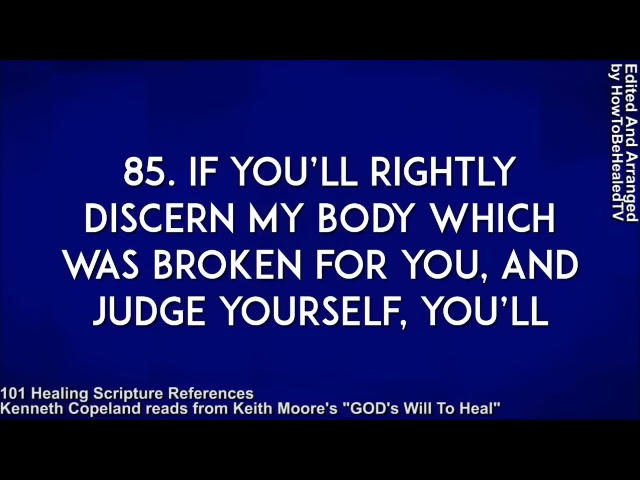 85. IF YOU'LL RIGHTLY
DISCERN MY BODY WHICH
WAS BROKEN FOR YOU, AND
JUDGE YOURSELF, YOU'LL
101 Healing Scripture References
Kenneth Copeland reads from Keith Moore's "GOD's Will To Heal"
Edited And Arranged
by HowToBeHealedTV